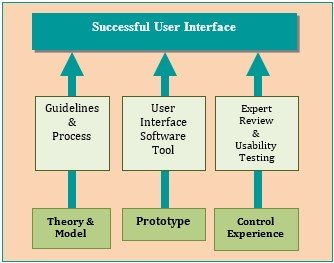 Successful User Interface
Guidelines
&
Process
User
Interface
Software
Tool
Expert
Review
&
Usability
Testing
Theory &
Model
Prototype
Control
Experience